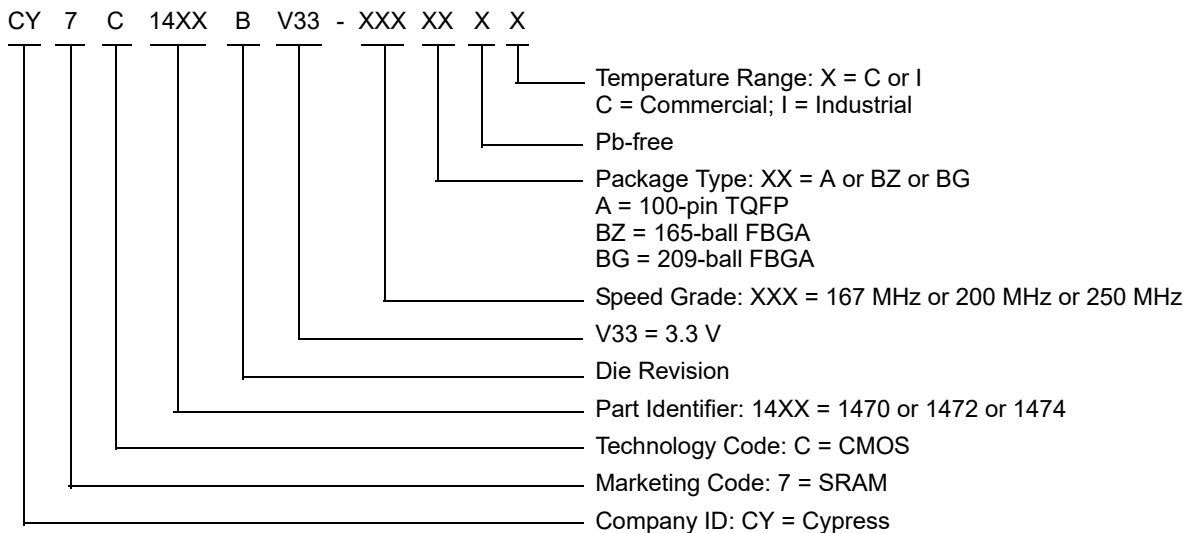 CY 7 C 14XX B V33 - XXX XX X X
Temperature Range: X = C or I
C = Commercial; I = Industrial
Pb-free
Package Type: XX = A or BZ or BG
A = 100-pin TQFP
BZ = 165-ball FBGA
BG = 209-ball FBGA
Speed Grade: XXX = 167 MHz or 200 MHz or 250 MHz
V33 = 3.3 V
Die Revision
Part Identifier: 14XX = 1470 or 1472 or 1474
Technology Code: C = CMOS
Marketing Code: 7 = SRAM
Company ID: CY = Cypress